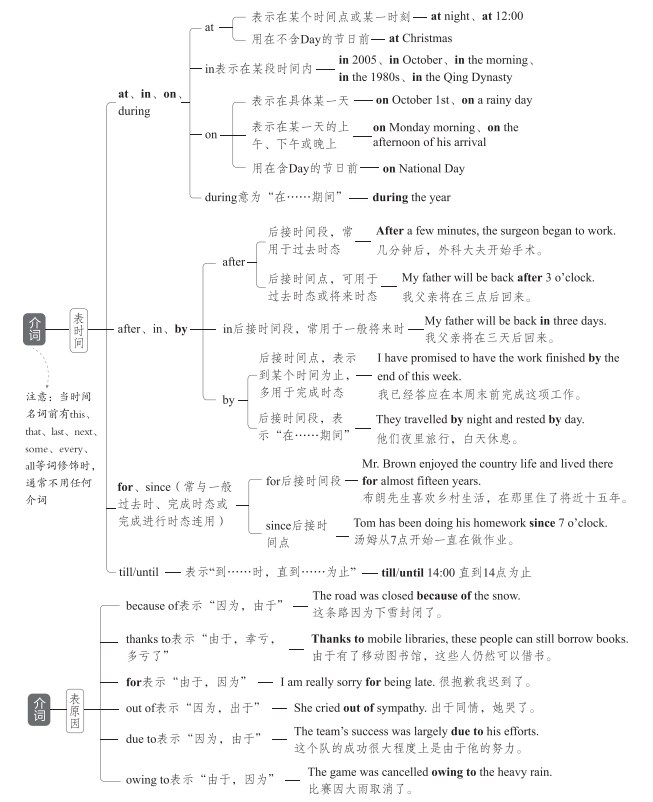 at
表示在某个时间点或某一时刻 at night、at 12:00
用在不含Day的节日前 at Christmas
in表示在某段时间内
in 2005、in October、in the morning、
in the 1980s、in the Qing Dynasty
at、in、on、
during
on
表示在具体某一天 on October 1st、on a rainy day
表示在某一天的上
午、下午或晚上
on Monday morning、on the
afternoon of his arrival
用在含Day的节日前 on National Day
during意为“在……期间” during the year
after
后接时间段，常
用于过去时态
After a few minutes, the surgeon began to work.
几分钟后，外科大夫开始手术。
后接时间点，可用于
过去时态或将来时态
My father will be back after 3 o’clock.
我父亲将在三点后回来。
介词
表时间
after、in、by
in后接时间段，常用于一般将来时
My father will be back in three days.
我父亲将在三天后回来。
by
后接时间点，表示
到某个时间为止，
多用于完成时态
I have promised to have the work finished by the
end of this week.
我已经答应在本周末前完成这项工作。
后接时间段，表
示“在……期间”
They travelled by night and rested by day.
他们夜里旅行，白天休息。
注意：当时间
名词前有this、
that、last、next、
some、every、
all等词修饰时，
通常不用任何
介词
for、since（常与一般
过去时、完成时态或
完成进行时态连用）
for后接时间段
Mr. Brown enjoyed the country life and lived there
for almost fifteen years.
布朗先生喜欢乡村生活，在那里住了将近十五年。
since后接时
间点
Tom has been doing his homework since 7 o’clock.
汤姆从7点开始一直在做作业。
till/until 表示“到……时，直到……为止” till/until 14:00 直到14点为止
介词
表原因
because of表示“因为，由于”
The road was closed because of the snow.
这条路因为下雪封闭了。
thanks to表示“由于，幸亏，
多亏了”
Thanks to mobile libraries, these people can still borrow books.
由于有了移动图书馆，这些人仍然可以借书。
for表示“由于，因为” I am really sorry for being late. 很抱歉我迟到了。
out of表示“因为，出于” She cried out of sympathy. 出于同情，她哭了。
due to表示“因为，由于”
The team’s success was largely due to his efforts.
这个队的成功很大程度上是由于他的努力。
owing to表示“由于，因为”
The game was cancelled owing to the heavy rain.
比赛因大雨取消了。